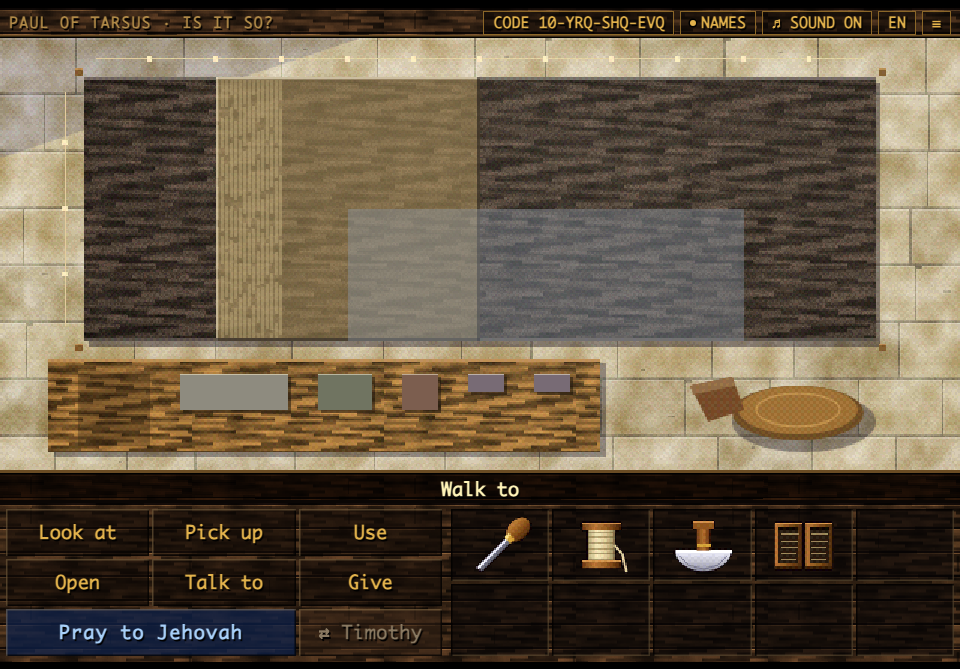 PAUL OF TARSUS · IS IT SO?
CODE 10-YRQ-SHQ-EVQ
• NAMES
♬ SOUND ON
EN
≡
Walk to
Look at
Pick up
Use
Open
Talk to
Give
Pray to Jehovah
⇄ Timothy